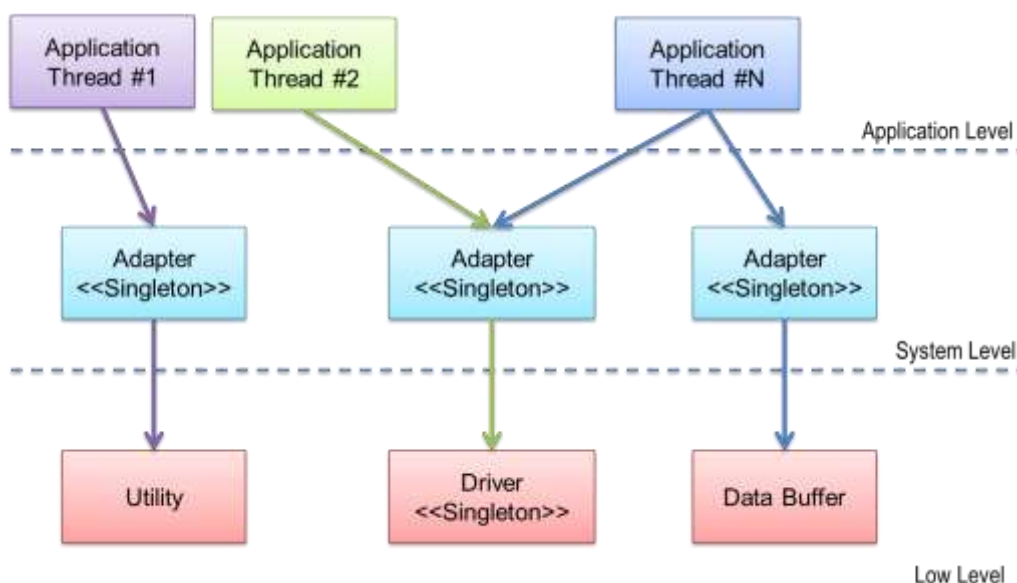 Application
Thread #1
Application
Thread #2
Application
Thread #N
Application Level
Adapter
<<Singleton>>
Adapter
<<Singleton>>
Adapter
<<Singleton>>
System Level
Utility
Driver
<<Singleton>>
Data Buffer
Low Level